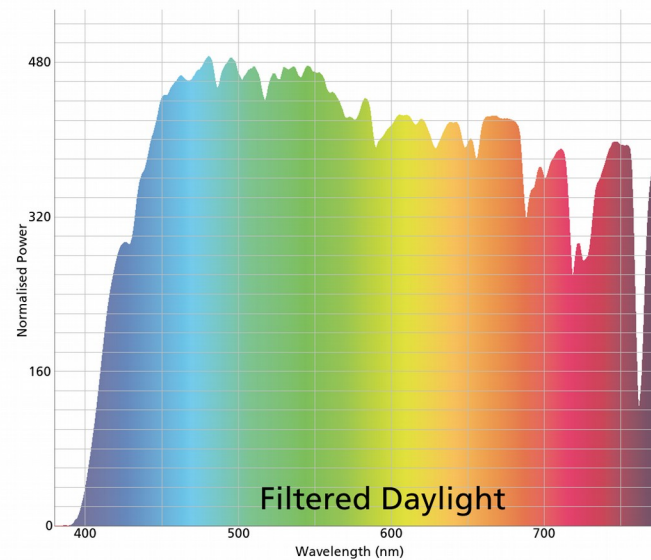 480
320
160
0
Normalised Power
400 500 600 700
Wavelength (nm)
Filtered Daylight